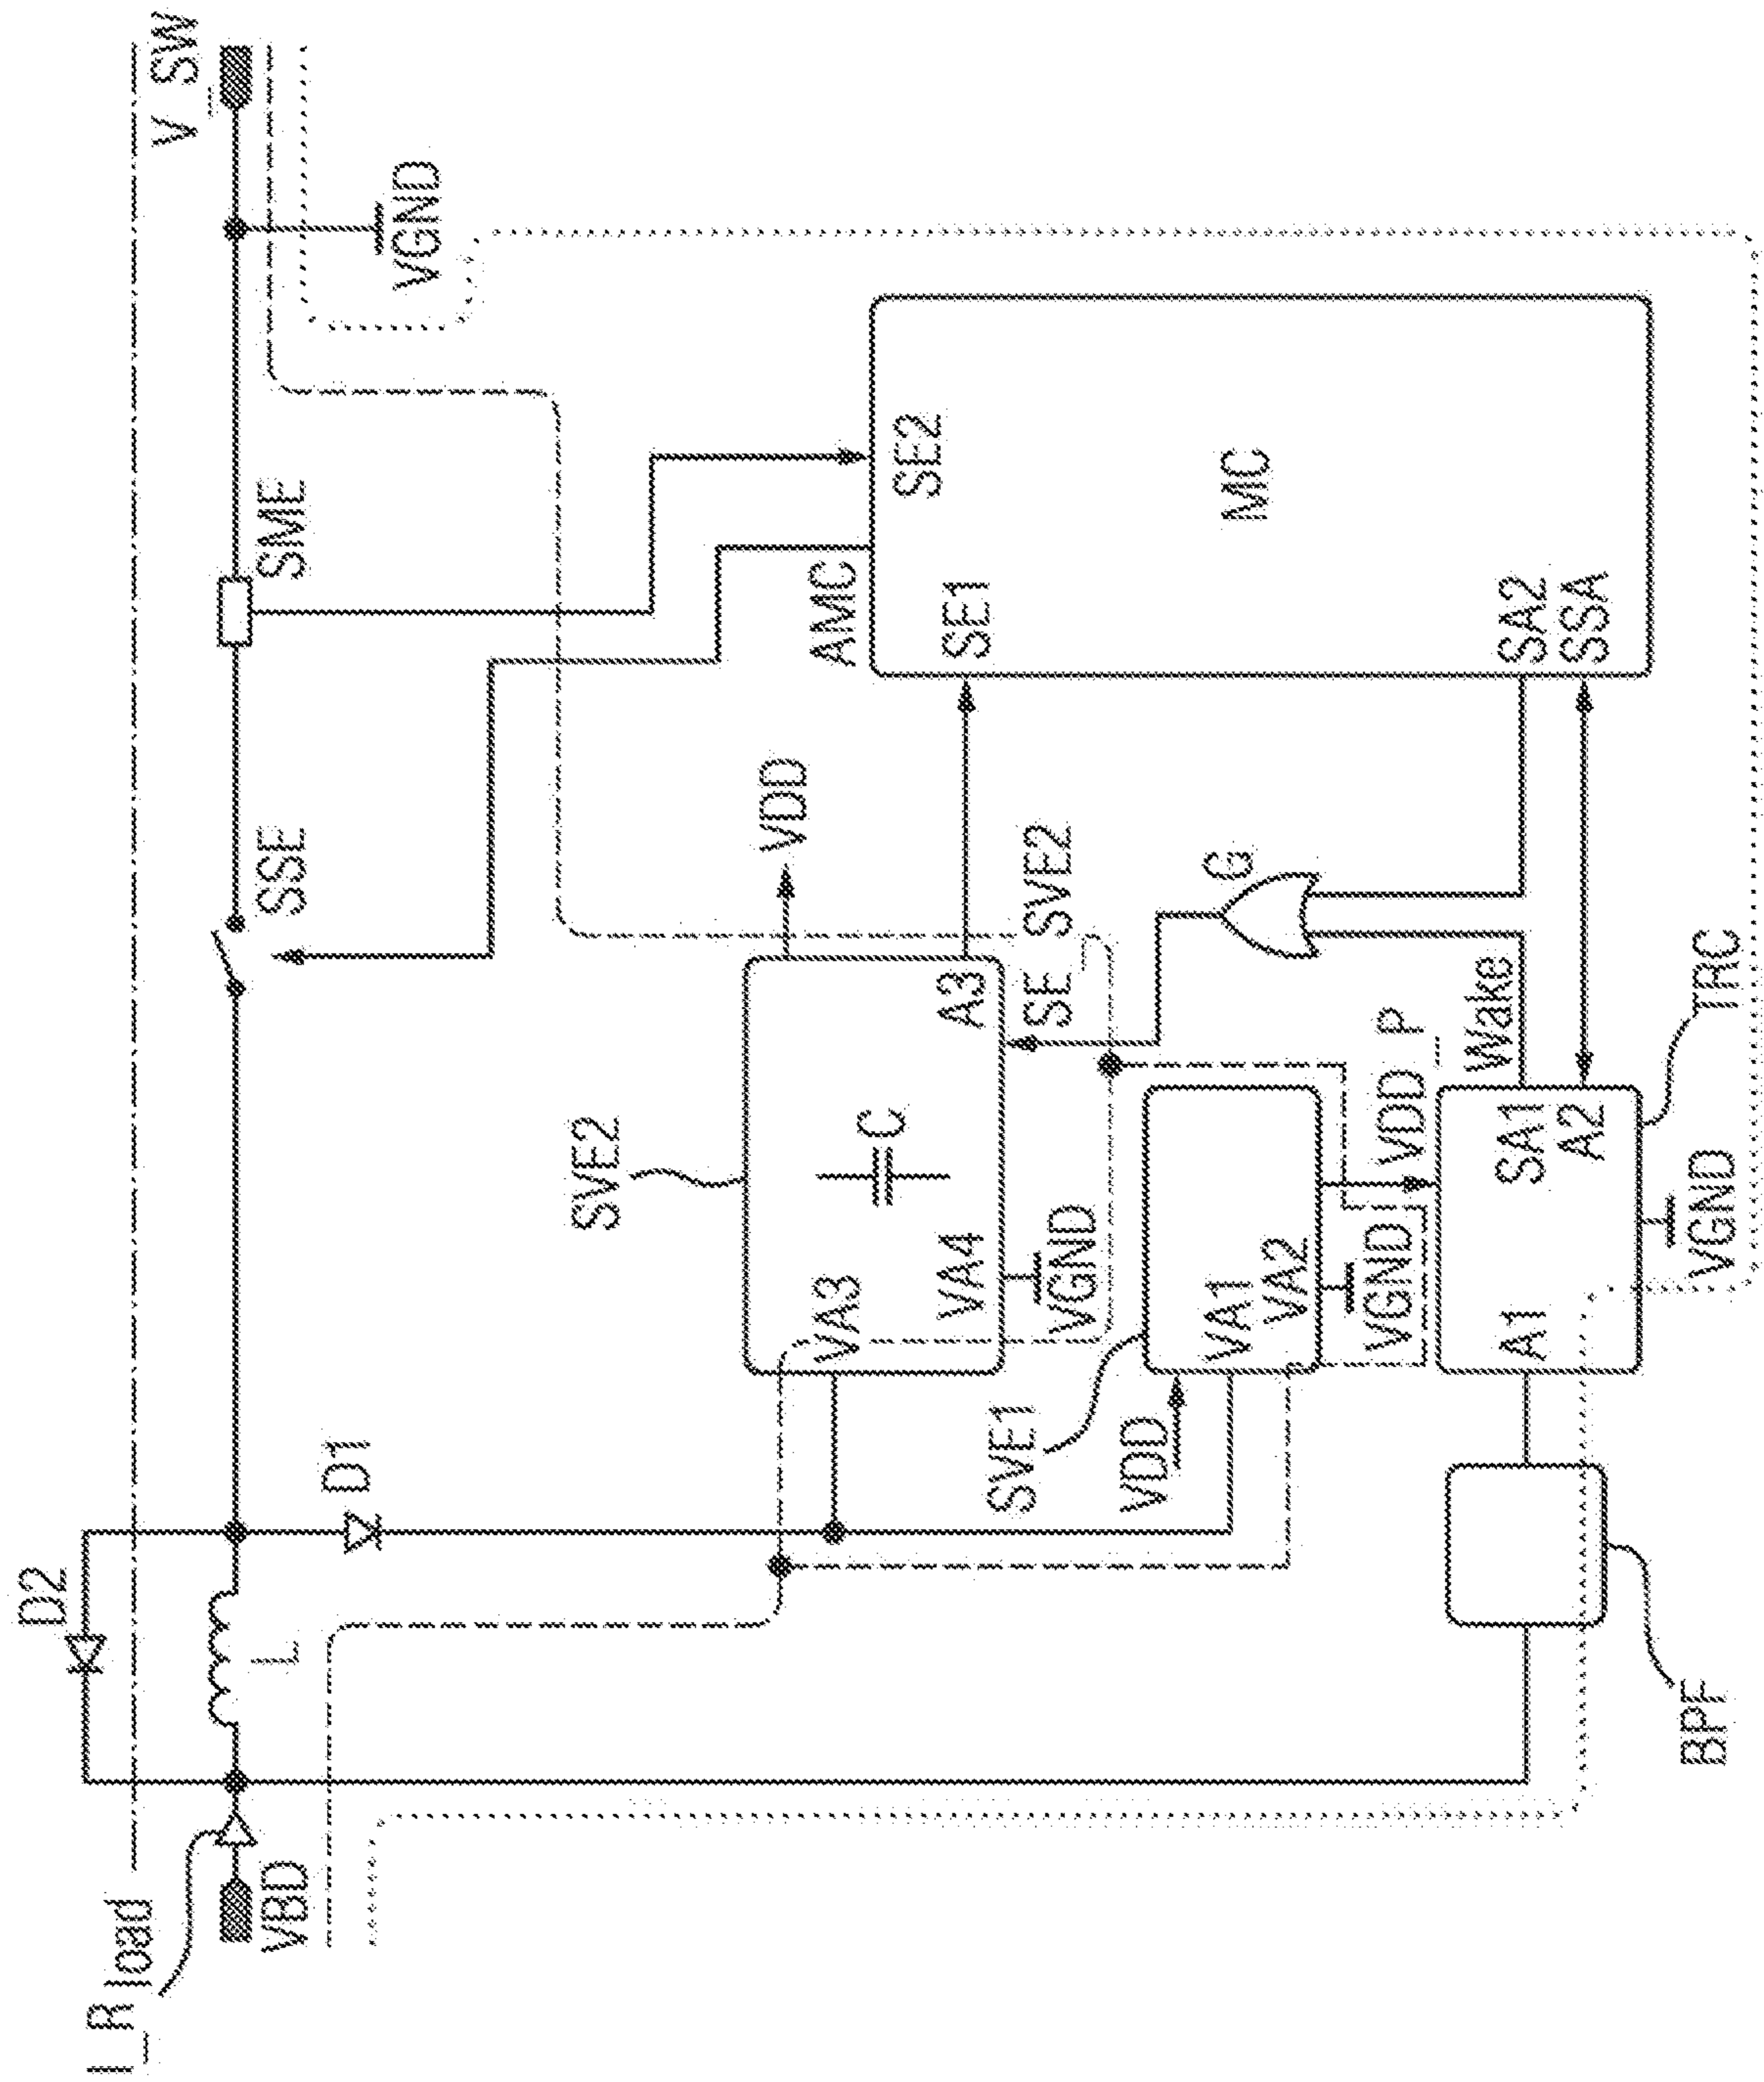 I_R load
D2
VBD
L
D1
SSE
SME
V_SW
VGND
SVE2
VDD
AMC
VA3
VA4
C
A3
VGND
SE_SVE2
SE1
SE2
MC
SVE1
VDD
VA1
VA2
VGND
VDD_P
G
Wake
SA2
SSA
A1
SA1
A2
VGND
TRC
BPF